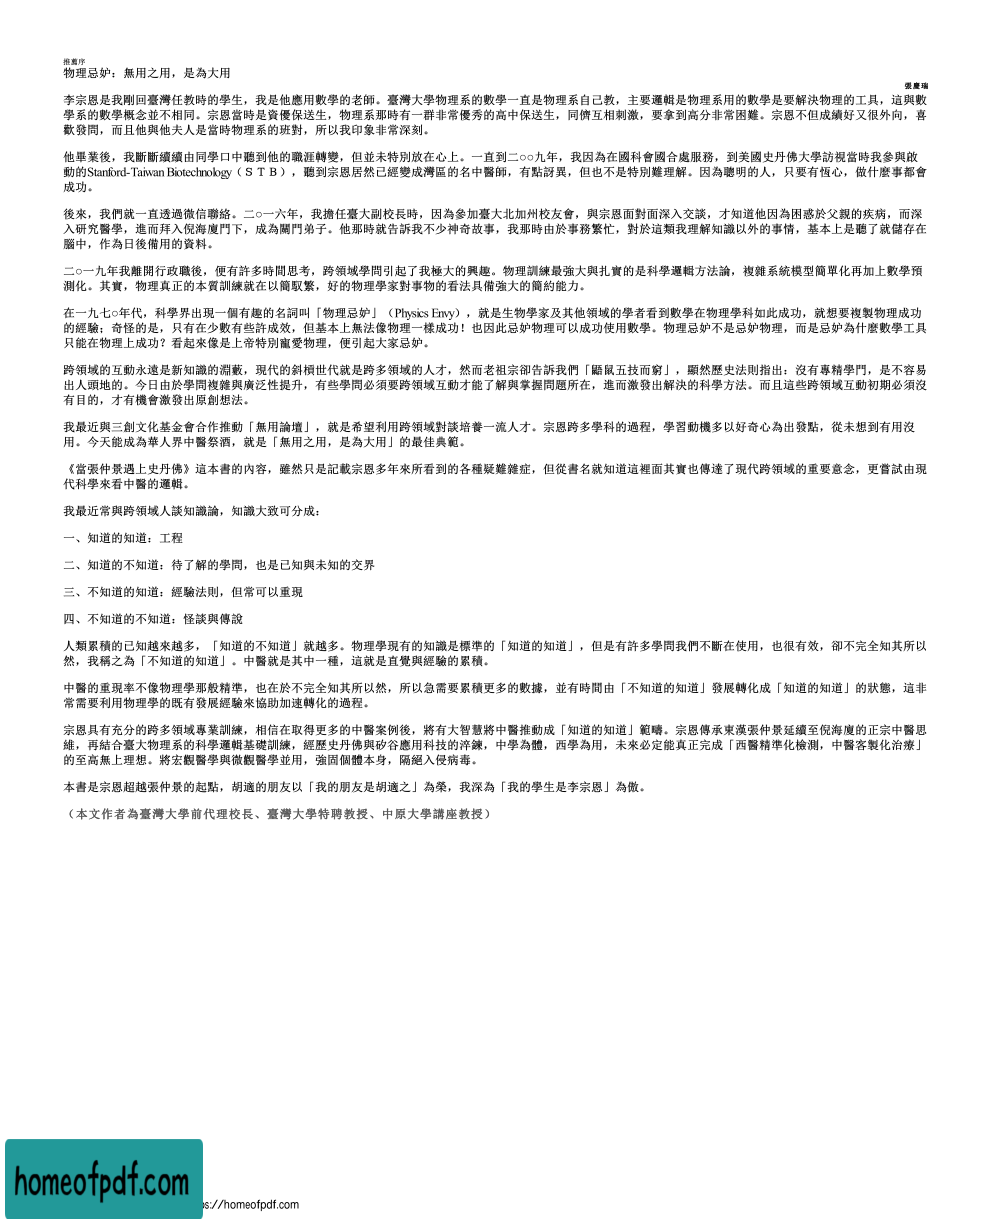 推薦序
物理忌妒：無用之用，是為大用
張慶瑞
李宗恩是我剛回臺灣任教時的學生，我是他應用數學的老師。臺灣大學物理系的數學一直是物理系自己教，主要邏輯是物理系用的數學是要解決物理的工具，這與數
學系的數學概念並不相同。宗恩當時是資優保送生，物理系那時有一群非常優秀的高中保送生，同儕互相刺激，要拿到高分非常困難。宗恩不但成績好又很外向，喜
歡發問，而且他與他夫人是當時物理系的班對，所以我印象非常深刻。
他畢業後，我斷斷續續由同學口中聽到他的職涯轉變，但並未特別放在心上。一直到二○○九年，我因為在國科會國合處服務，到美國史丹佛大學訪視當時我參與啟
動的Stanford-Taiwan Biotechnology（ＳＴＢ），聽到宗恩居然已經變成灣區的名中醫師，有點訝異，但也不是特別難理解。因為聰明的人，只要有恆心，做什麼事都會
成功。
後來，我們就一直透過微信聯絡。二○一六年，我擔任臺大副校長時，因為參加臺大北加州校友會，與宗恩面對面深入交談，才知道他因為困惑於父親的疾病，而深
入研究醫學，進而拜入倪海廈門下，成為關門弟子。他那時就告訴我不少神奇故事，我那時由於事務繁忙，對於這類我理解知識以外的事情，基本上是聽了就儲存在
腦中，作為日後備用的資料。
二○一九年我離開行政職後，便有許多時間思考，跨領域學問引起了我極大的興趣。物理訓練最強大與扎實的是科學邏輯方法論，複雜系統模型簡單化再加上數學預
測化。其實，物理真正的本質訓練就在以簡馭繁，好的物理學家對事物的看法具備強大的簡約能力。
在一九七○年代，科學界出現一個有趣的名詞叫「物理忌妒」（Physics Envy），就是生物學家及其他領域的學者看到數學在物理學科如此成功，就想要複製物理成功
的經驗；奇怪的是，只有在少數有些許成效，但基本上無法像物理一樣成功！也因此忌妒物理可以成功使用數學。物理忌妒不是忌妒物理，而是忌妒為什麼數學工具
只能在物理上成功？看起來像是上帝特別寵愛物理，便引起大家忌妒。
跨領域的互動永遠是新知識的淵藪，現代的斜槓世代就是跨多領域的人才，然而老祖宗卻告訴我們「鼯鼠五技而窮」，顯然歷史法則指出：沒有專精學門，是不容易
出人頭地的。今日由於學問複雜與廣泛性提升，有些學問必須要跨領域互動才能了解與掌握問題所在，進而激發出解決的科學方法。而且這些跨領域互動初期必須沒
有目的，才有機會激發出原創想法。
我最近與三創文化基金會合作推動「無用論壇」，就是希望利用跨領域對談培養一流人才。宗恩跨多學科的過程，學習動機多以好奇心為出發點，從未想到有用沒
用。今天能成為華人界中醫祭酒，就是「無用之用，是為大用」的最佳典範。
《當張仲景遇上史丹佛》這本書的內容，雖然只是記載宗恩多年來所看到的各種疑難雜症，但從書名就知道這裡面其實也傳達了現代跨領域的重要意念，更嘗試由現
代科學來看中醫的邏輯。
我最近常與跨領域人談知識論，知識大致可分成：
一、知道的知道：工程
二、知道的不知道：待了解的學問，也是已知與未知的交界
三、不知道的知道：經驗法則，但常可以重現
四、不知道的不知道：怪談與傳說
人類累積的已知越來越多，「知道的不知道」就越多。物理學現有的知識是標準的「知道的知道」，但是有許多學問我們不斷在使用，也很有效，卻不完全知其所以
然，我稱之為「不知道的知道」。中醫就是其中一種，這就是直覺與經驗的累積。
中醫的重現率不像物理學那般精準，也在於不完全知其所以然，所以急需要累積更多的數據，並有時間由「不知道的知道」發展轉化成「知道的知道」的狀態，這非
常需要利用物理學的既有發展經驗來協助加速轉化的過程。
宗恩具有充分的跨多領域專業訓練，相信在取得更多的中醫案例後，將有大智慧將中醫推動成「知道的知道」範疇。宗恩傳承東漢張仲景延續至倪海廈的正宗中醫思
維，再結合臺大物理系的科學邏輯基礎訓練，經歷史丹佛與矽谷應用科技的淬鍊，中學為體，西學為用，未來必定能真正完成「西醫精準化檢測，中醫客製化治療」
的至高無上理想。將宏觀醫學與微觀醫學並用，強固個體本身，隔絕入侵病毒。
本書是宗恩超越張仲景的起點，胡適的朋友以「我的朋友是胡適之」為榮，我深為「我的學生是李宗恩」為傲。
（本文作者為臺灣大學前代理校長、臺灣大學特聘教授、中原大學講座教授）
homeofpdf.com
ps://homeofpdf.com